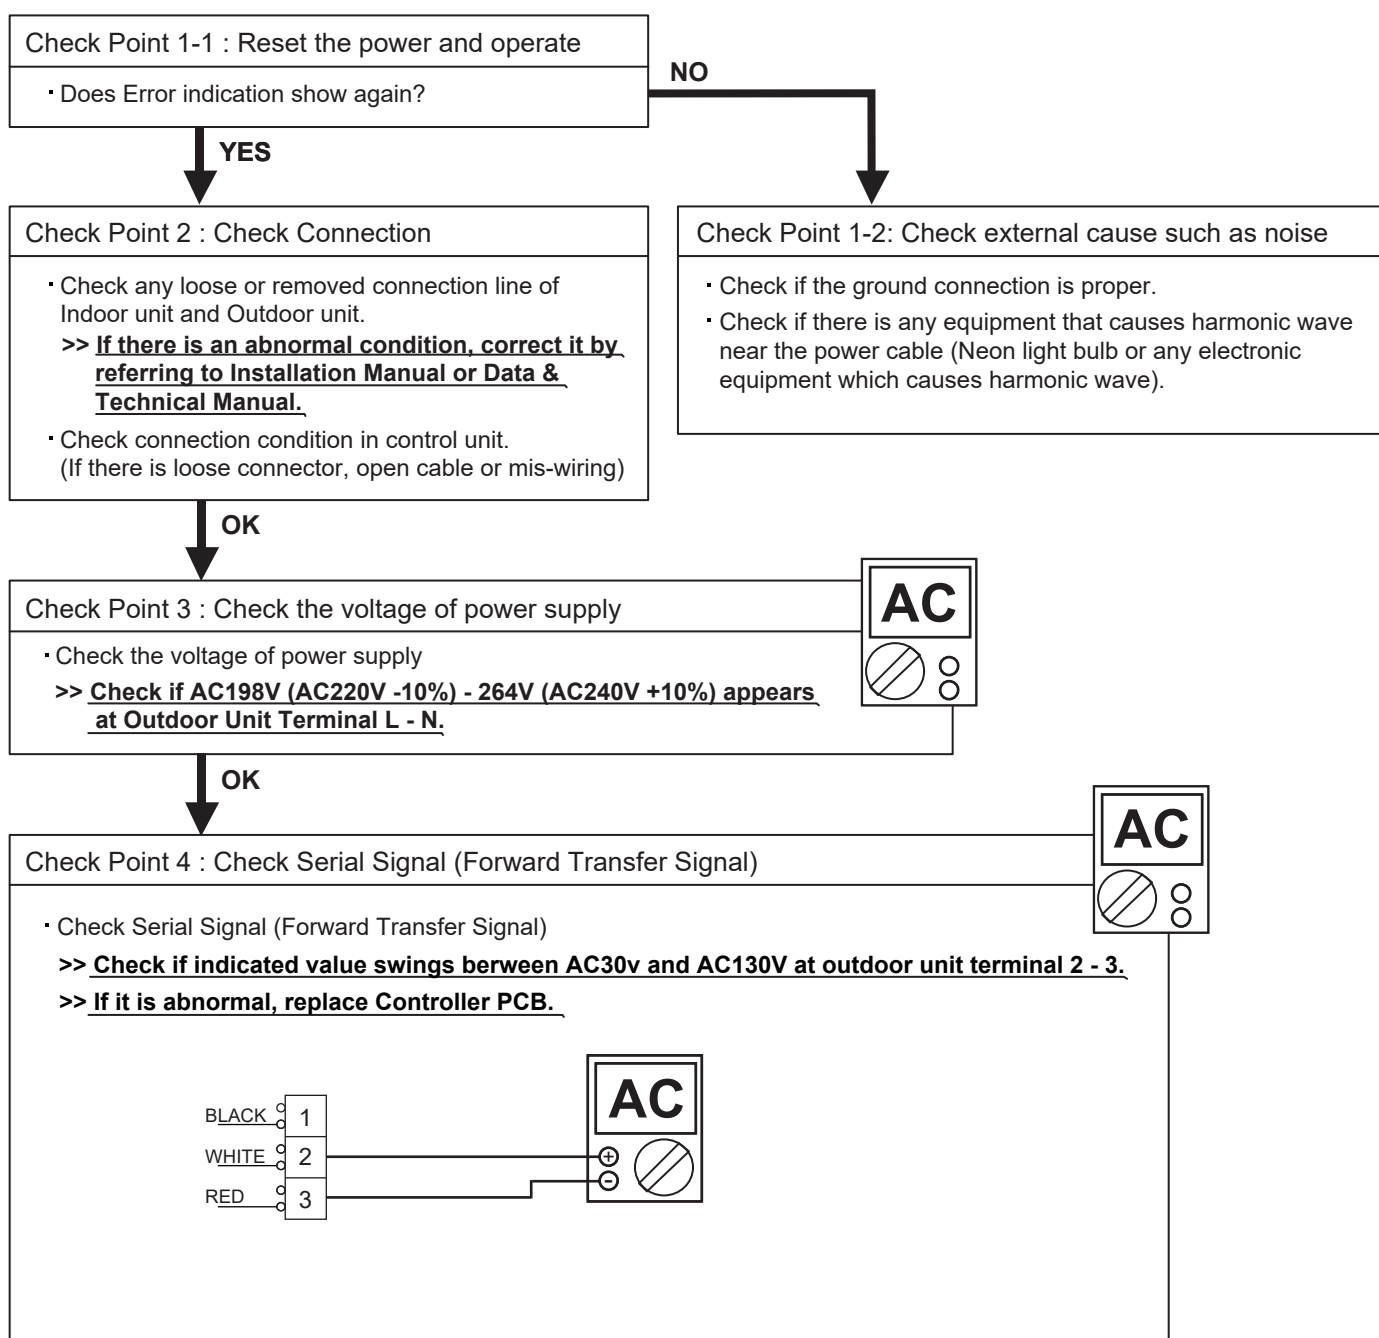 Check Point 1-1 : Reset the power and operate
· Does Error indication show again?
NO
YES
Check Point 2 : Check Connection
· Check any loose or removed connection line of
Indoor unit and Outdoor unit.
>> If there is an abnormal condition, correct it by
referring to Installation Manual or Data &
Technical Manual.
· Check connection condition in control unit.
(If there is loose connector, open cable or mis-wiring)
Check Point 1-2: Check external cause such as noise
· Check if the ground connection is proper.
· Check if there is any equipment that causes harmonic wave
near the power cable (Neon light bulb or any electronic
equipment which causes harmonic wave).
OK
Check Point 3 : Check the voltage of power supply
AC
· Check the voltage of power supply
>> Check if AC198V (AC220V -10%) - 264V (AC240V +10%) appears
at Outdoor Unit Terminal L - N.
OK
Check Point 4 : Check Serial Signal (Forward Transfer Signal)
AC
· Check Serial Signal (Forward Transfer Signal)
>> Check if indicated value swings berween AC30v and AC130V at outdoor unit terminal 2 - 3.
>> If it is abnormal, replace Controller PCB.
AC
BLACK 1
WHITE 2
+
RED 3
-